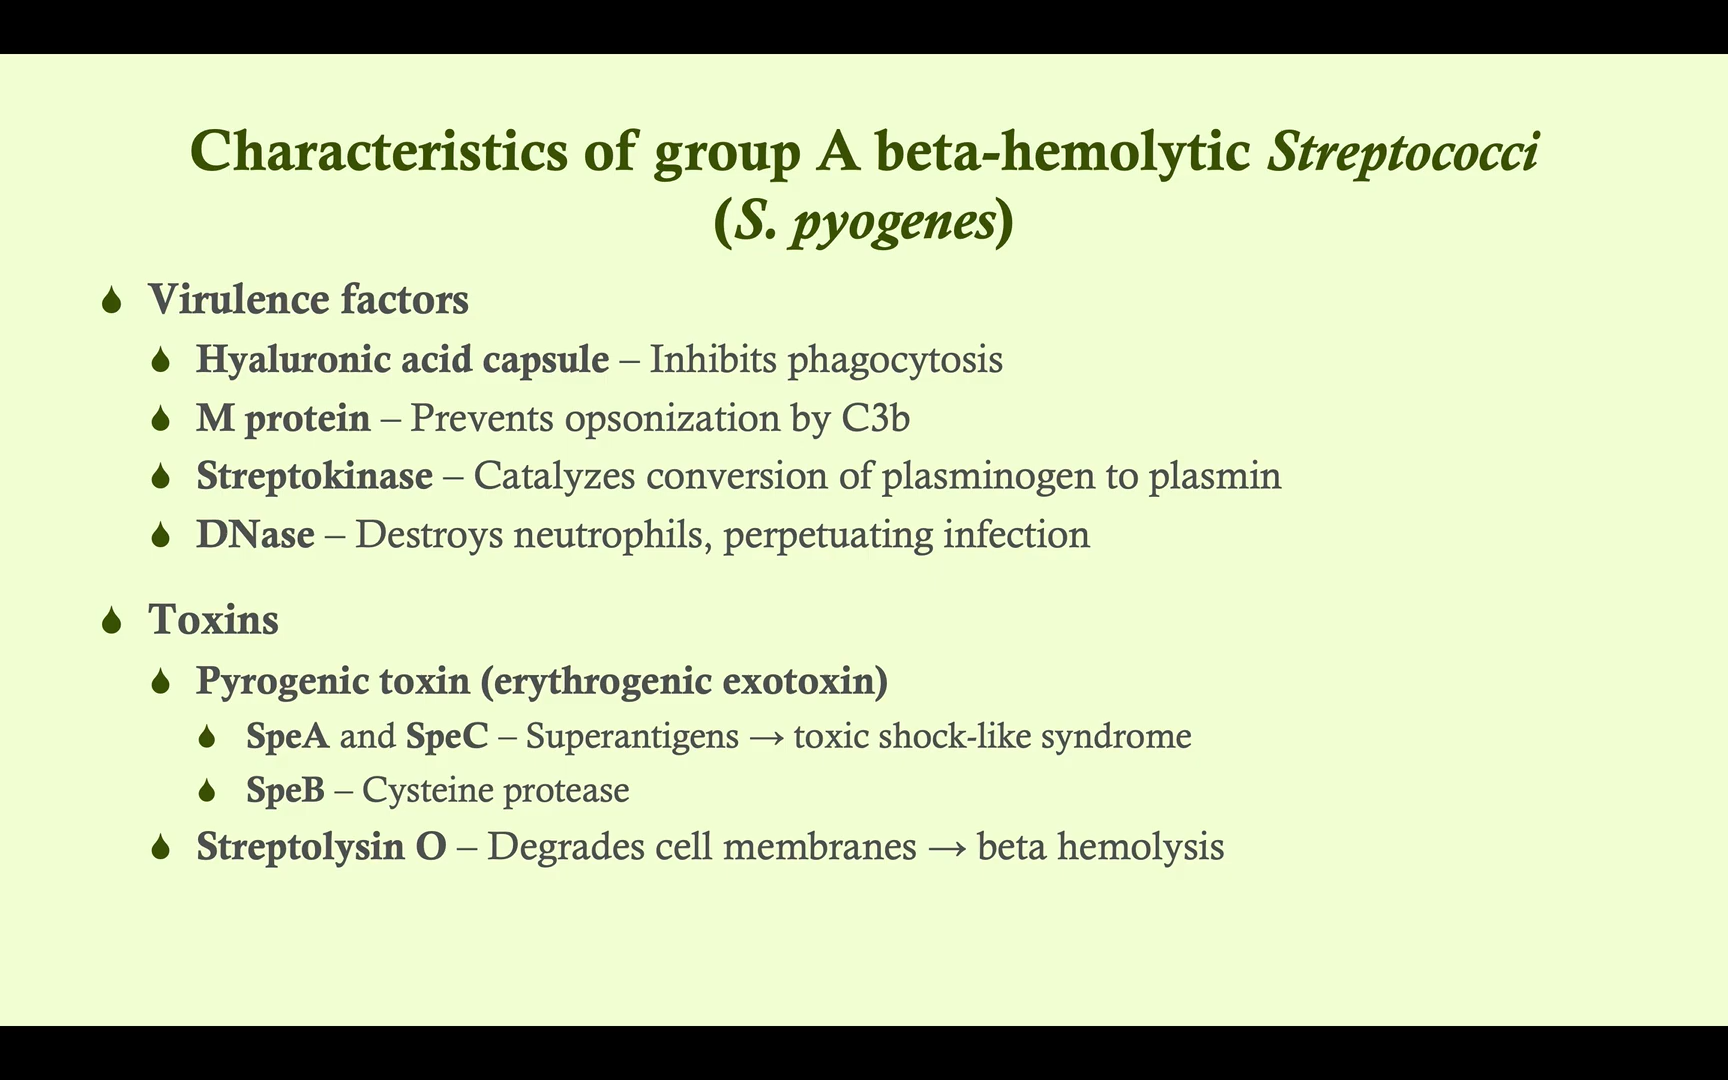 Characteristics of group A beta-hemolytic Streptococci
(S. pyogenes)
Virulence factors
Hyaluronic acid capsule – Inhibits phagocytosis
M protein – Prevents opsonization by C3b
Streptokinase – Catalyzes conversion of plasminogen to plasmin
DNase – Destroys neutrophils, perpetuating infection
Toxins
Pyrogenic toxin (erythrogenic exotoxin)
SpeA and SpeC – Superantigens → toxic shock-like syndrome
SpeB – Cysteine protease
Streptolysin O – Degrades cell membranes → beta hemolysis